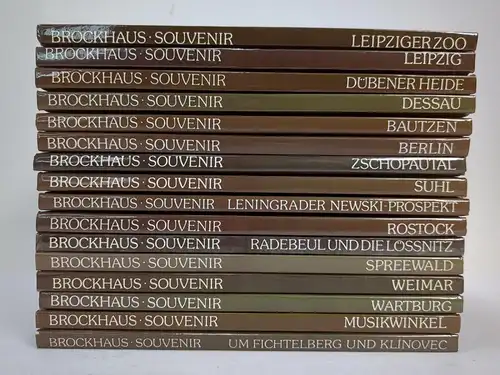 BROCKHAUS · SOUVENIR LEIPZIGER ZOO
BROCKHAUS · SOUVENIR LEIPZIG
BROCKHAUS · SOUVENIR DÜBENER HEIDE
BROCKHAUS · SOUVENIR DESSAU
BROCKHAUS · SOUVENIR BAUTZEN
BROCKHAUS · SOUVENIR BERLIN
BROCKHAUS · SOUVENIR ZSCHOPAUTAL
BROCKHAUS · SOUVENIR SUHL
BROCKHAUS · SOUVENIR LENINGRADER NEWSKI-PROSPEKT
BROCKHAUS · SOUVENIR ROSTOCK
BROCKHAUS · SOUVENIR RADEBEUL UND DIE LÖSSNITZ
BROCKHAUS · SOUVENIR SPREEWALD
BROCKHAUS · SOUVENIR WEIMAR
BROCKHAUS · SOUVENIR WARTBURG
BROCKHAUS · SOUVENIR MUSIKWINKEL
BROCKHAUS · SOUVENIR UM FICHTELBERG UND KLÍNOVEC